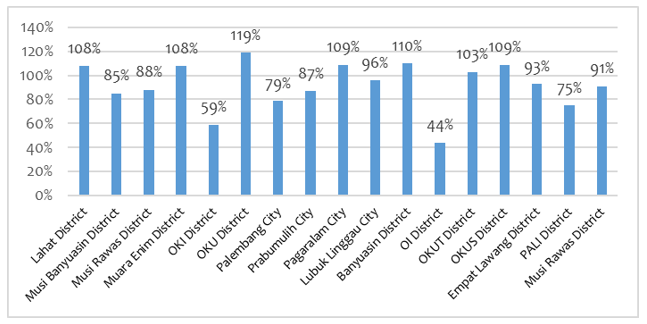 140%
120%
100%
80%
60%
40%
20%
0%
108%
85%
88%
108%
59%
119%
79%
87%
109%
96%
110%
44%
103%
109%
93%
75%
91%
Lahat District
Musi Banyuasin District
Musi Rawas District
Muara Enim District
OKI District
OKU District
Palembang City
Prabumulih City
Pagaralam City
Lubuk Linggau City
Banyuasin District
OI District
OKUT District
OKUS District
Empat Lawang District
PALI District
Musi Rawas District